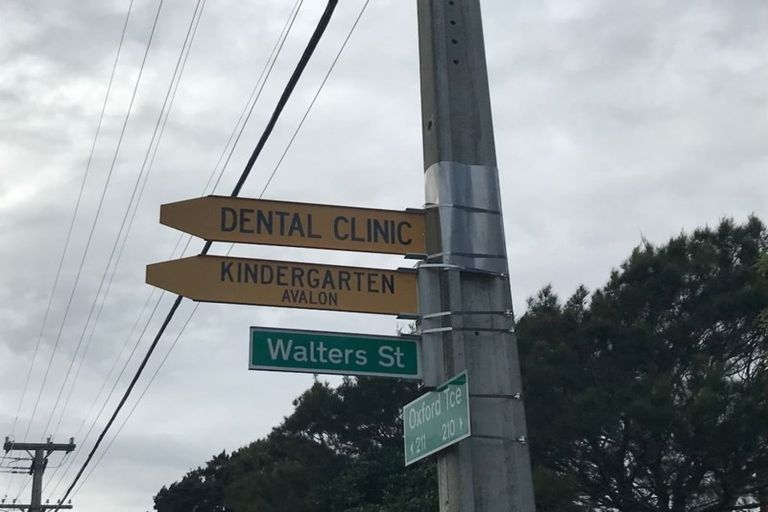 DENTAL CLINIC
KINDERGARTEN
AVALON
Walters St
Oxford Tce
211 210